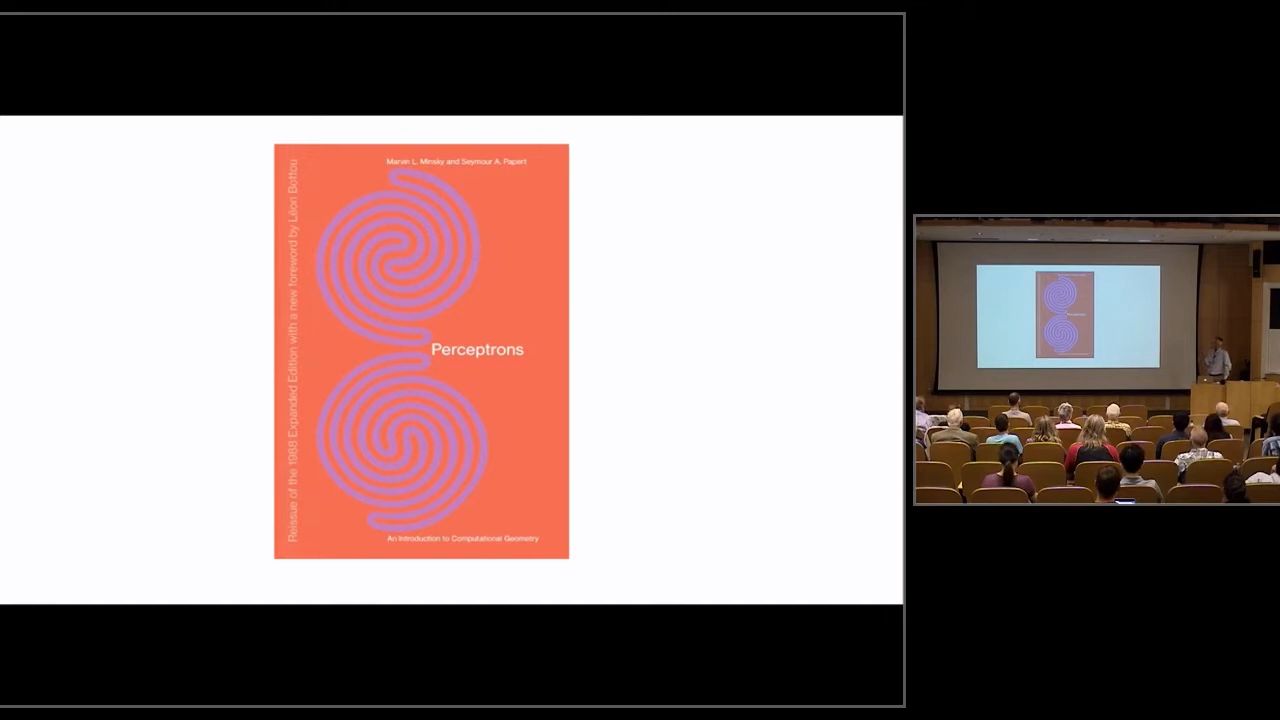 Marvin L. Minsky and Seymour A. Papert
Reissue of the 1988 Expanded Edition with a new foreword by Léon Bottou
Perceptrons
An Introduction to Computational Geometry